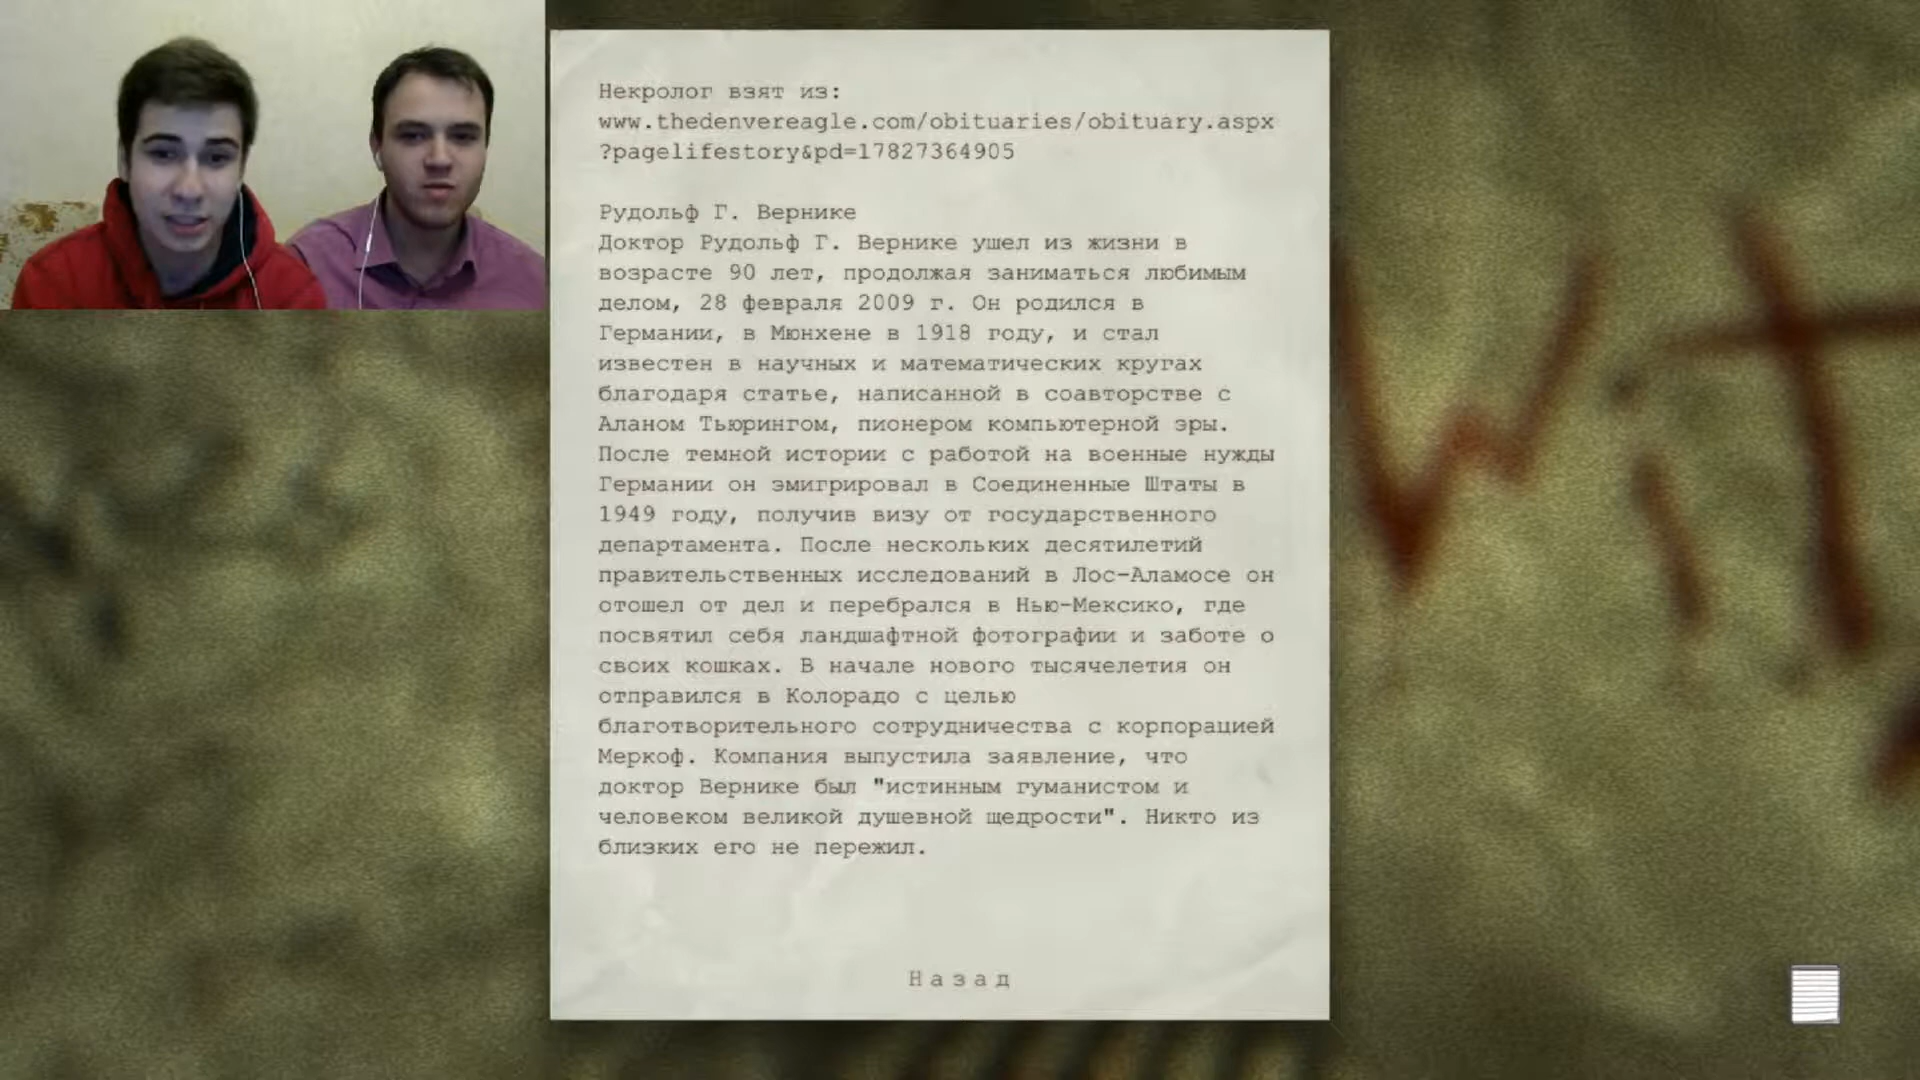 Некролог взят из:
www.thedenvereagle.com/obituaries/obituary.aspx
?pagelifestory&pd=17827364905
Рудольф Г. Вернике
Доктор Рудольф Г. Вернике ушел из жизни в
возрасте 90 лет, продолжая заниматься любимым
делом, 28 февраля 2009 г. Он родился в
Германии, в Мюнхене в 1918 году, и стал
известен в научных и математических кругах
благодаря статье, написанной в соавторстве с
Аланом Тьюрингом, пионером компьютерной эры.
После темной истории с работой на военные нужды
Германии он эмигрировал в Соединенные Штаты в
1949 году, получив визу от государственного
департамента. После нескольких десятилетий
правительственных исследований в Лос-Аламосе он
отошел от дел и перебрался в Нью-Мексико, где
посвятил себя ландшафтной фотографии и заботе о
своих кошках. В начале нового тысячелетия он
отправился в Колорадо с целью
благотворительного сотрудничества с корпорацией
Меркоф. Компания выпустила заявление, что
доктор Вернике был "истинным гуманистом и
человеком великой душевной щедрости". Никто из
близких его не пережил.
Назад